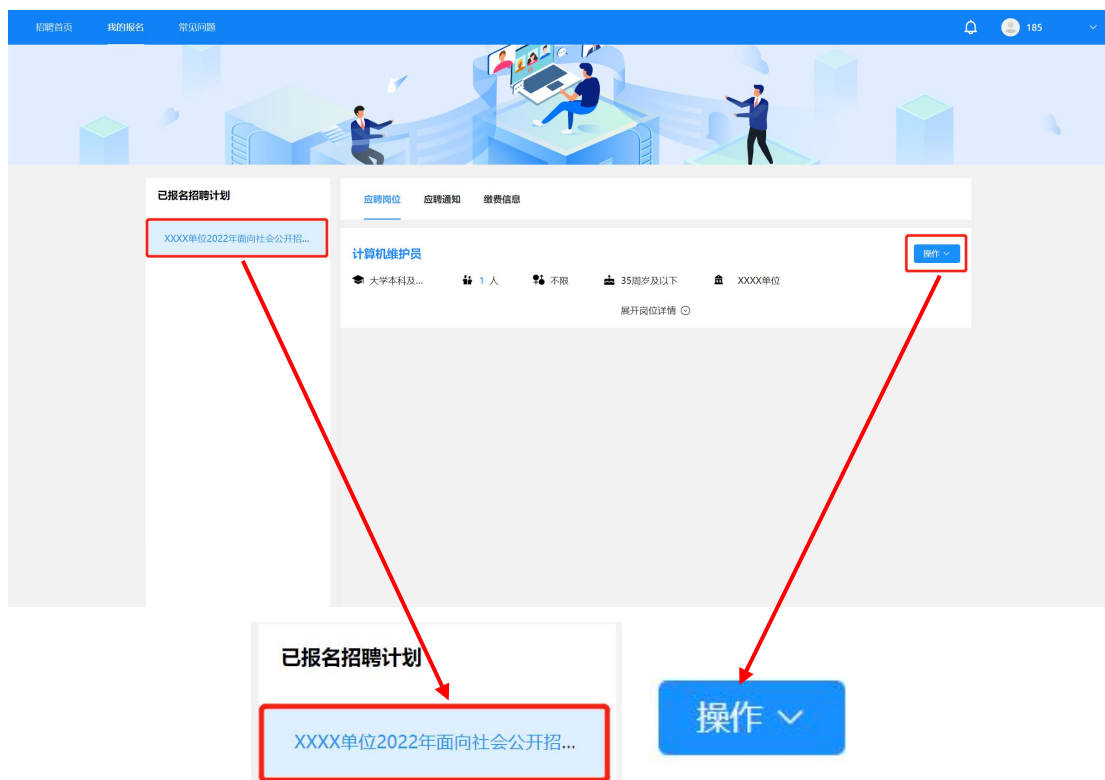 招聘首页 我的报名 常见问题 185
已报名招聘计划
应聘岗位 应聘通知 缴费信息
XXXX单位2022年面向社会公开招...
计算机维护员
操作
大学本科及... 1 人 不限 35周岁及以下 XXXX单位
展开岗位详情
已报名招聘计划
XXXX单位2022年面向社会公开招...
操作